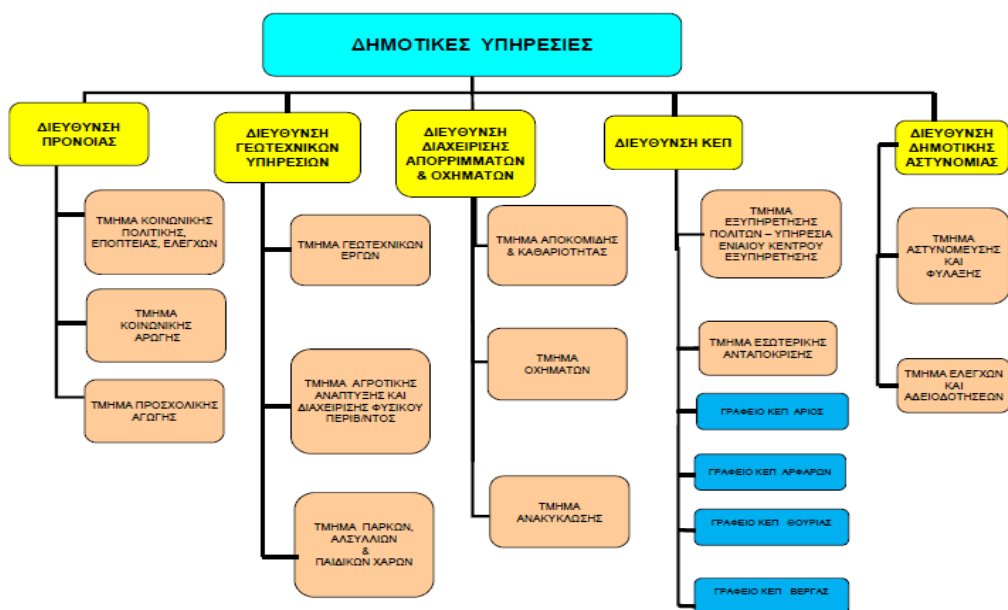 ΔΗΜΟΤΙΚΕΣ ΥΠΗΡΕΣΙΕΣ
ΔΙΕΥΘΥΝΣΗ
ΠΡΟΝΟΙΑΣ
ΤΜΗΜΑ ΚΟΙΝΩΝΙΚΗΣ
ΠΟΛΙΤΙΚΗΣ,
ΕΠΟΠΤΕΙΑΣ, ΕΛΕΓΧΩΝ
ΤΜΗΜΑ
ΚΟΙΝΩΝΙΚΗΣ
ΑΡΩΓΗΣ
ΤΜΗΜΑ ΠΡΟΣΧΟΛΙΚΗΣ
ΑΓΩΓΗΣ
ΔΙΕΥΘΥΝΣΗ
ΓΕΩΤΕΧΝΙΚΩΝ
ΥΠΗΡΕΣΙΩΝ
ΤΜΗΜΑ ΓΕΩΤΕΧΝΙΚΩΝ
ΕΡΓΩΝ
ΤΜΗΜΑ ΑΓΡΟΤΙΚΗΣ
ΑΝΑΠΤΥΞΗΣ ΚΑΙ
ΔΙΑΧΕΙΡΙΣΗΣ ΦΥΣΙΚΟΥ
ΠΕΡΙΒ/ΝΤΟΣ
ΤΜΗΜΑ ΠΑΡΚΩΝ,
ΑΛΣΥΛΛΙΩΝ
&
ΠΑΙΔΙΚΩΝ ΧΑΡΩΝ
ΔΙΕΥΘΥΝΣΗ
ΔΙΑΧΕΙΡΙΣΗΣ
ΑΠΟΡΡΙΜΜΑΤΩΝ
& ΟΧΗΜΑΤΩΝ
ΤΜΗΜΑ ΑΠΟΚΟΜΙΔΗΣ
& ΚΑΘΑΡΙΟΤΗΤΑΣ
ΤΜΗΜΑ
ΟΧΗΜΑΤΩΝ
ΤΜΗΜΑ
ΑΝΑΚΥΚΛΩΣΗΣ
ΔΙΕΥΘΥΝΣΗ ΚΕΠ
ΤΜΗΜΑ
ΕΞΥΠΗΡΕΤΗΣΗΣ
ΠΟΛΙΤΩΝ – ΥΠΗΡΕΣΙΑ
ΕΝΙΑΙΟΥ ΚΕΝΤΡΟΥ
ΕΞΥΠΗΡΕΤΗΣΗΣ
ΤΜΗΜΑ ΕΣΩΤΕΡΙΚΗΣ
ΑΝΤΑΠΟΚΡΙΣΗΣ
ΓΡΑΦΕΙΟ ΚΕΠ ΑΡΙΟΣ
ΓΡΑΦΕΙΟ ΚΕΠ ΑΡΦΑΡΩΝ
ΓΡΑΦΕΙΟ ΚΕΠ ΘΟΥΡΙΑΣ
ΓΡΑΦΕΙΟ ΚΕΠ ΒΕΡΓΑΣ
ΔΙΕΥΘΥΝΣΗ
ΔΗΜΟΤΙΚΗΣ
ΑΣΤΥΝΟΜΙΑΣ
ΤΜΗΜΑ
ΑΣΤΥΝΟΜΕΥΣΗΣ
ΚΑΙ
ΦΥΛΑΞΗΣ
ΤΜΗΜΑ ΕΛΕΓΧΩΝ
ΚΑΙ
ΑΔΕΙΟΔΟΤΗΣΕΩΝ